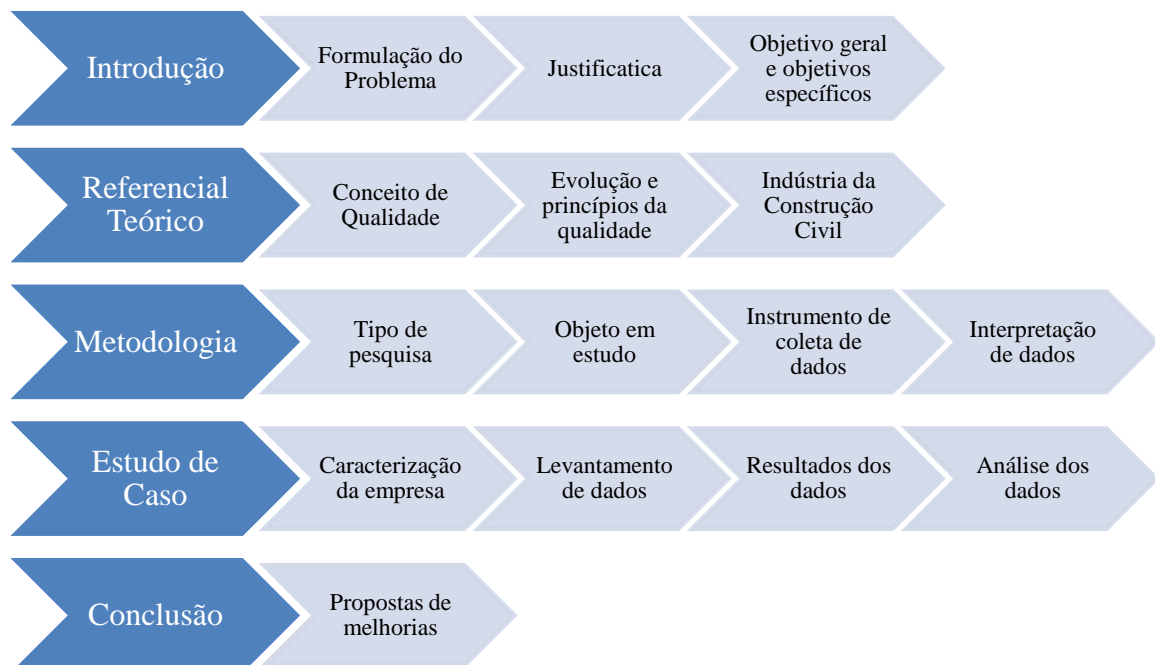 Introdução
Formulação do
Problema
Justificatica
Objetivo geral
e objetivos
específicos
Referencial
Teórico
Conceito de
Qualidade
Evolução e
princípios da
qualidade
Indústria da
Construção
Civil
Metodologia
Tipo de
pesquisa
Objeto em
estudo
Instrumento de
coleta de
dados
Interpretação
de dados
Estudo de
Caso
Caracterização
da empresa
Levantamento
de dados
Resultados dos
dados
Análise dos
dados
Conclusão
Propostas de
melhorias